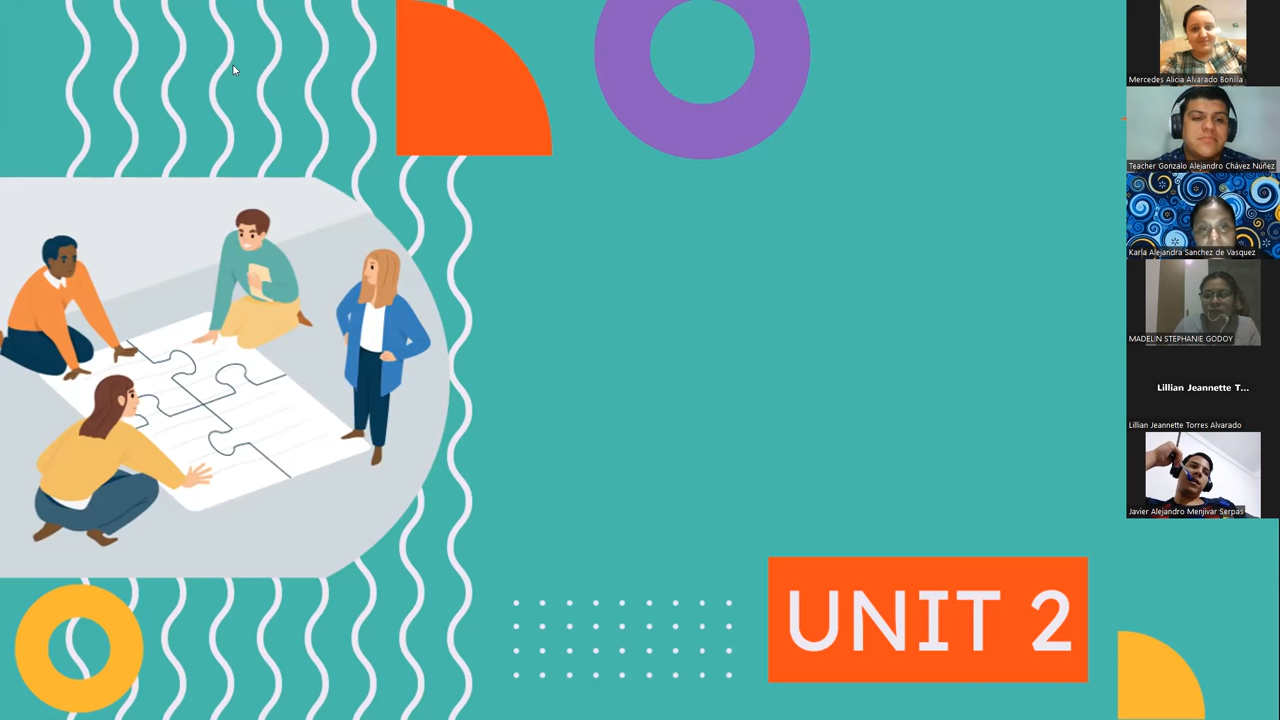 UNIT 2
Mercedes Alicia Alvarado Bonilla
Teacher Gonzalo Alejandro Chávez Núñez
Karla Alejandra Sanchez de Vasquez
MADELIN STEPHANIE GODOY
Lillian Jeannette T...
Lillian Jeannette Torres Alvarado
Javier Alejandro Menjivar Serpas